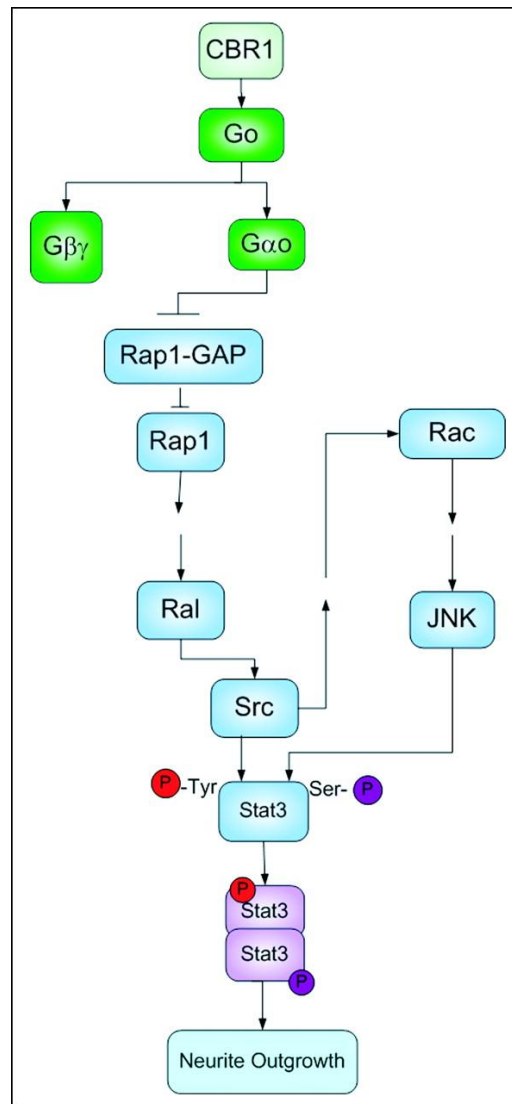 CBR1
Go
Gβγ
Gαo
Rap1-GAP
Rap1
Rac
Ral
JNK
Src
P-Tyr
Ser-P
Stat3
P
Stat3
Stat3
P
Neurite Outgrowth